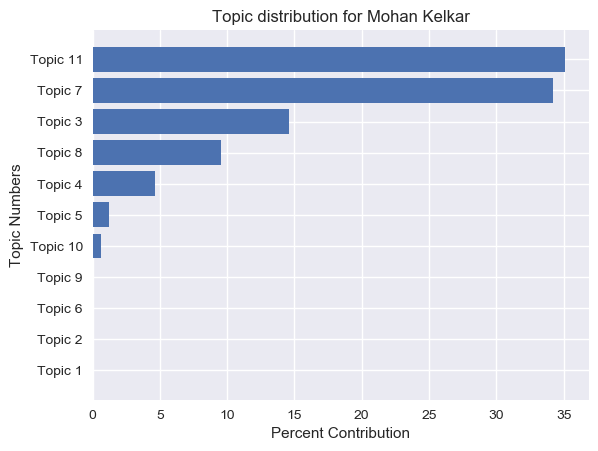 Topic distribution for Mohan Kelkar
Topic Numbers
Topic 11
Topic 7
Topic 3
Topic 8
Topic 4
Topic 5
Topic 10
Topic 9
Topic 6
Topic 2
Topic 1
0 5 10 15 20 25 30 35
Percent Contribution